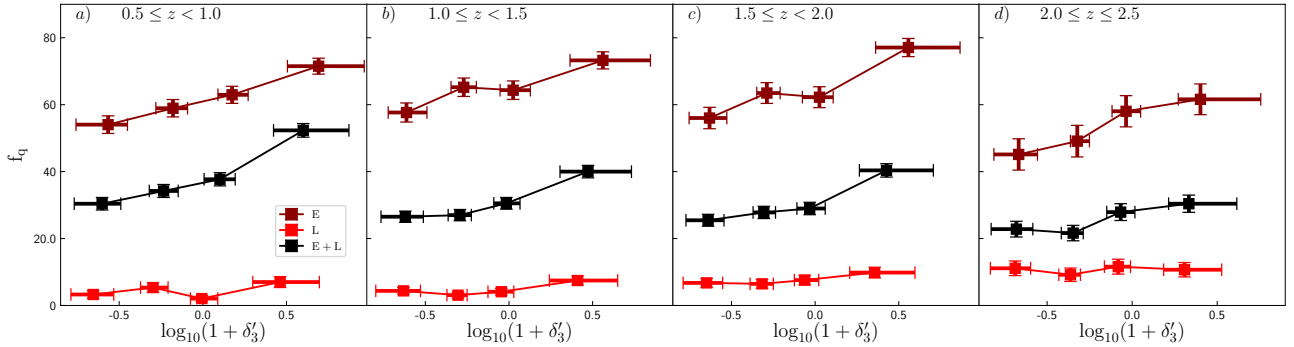 a) 0.5 ≤ z < 1.0
b) 1.0 ≤ z < 1.5
c) 1.5 ≤ z < 2.0
d) 2.0 ≤ z ≤ 2.5
80
60
40
20.0
0
f_q
E
L
E + L
-0.5 0.0 0.5
-0.5 0.0 0.5
-0.5 0.0 0.5
-0.5 0.0 0.5
log₁₀(1 + δ′₃)
log₁₀(1 + δ′₃)
log₁₀(1 + δ′₃)
log₁₀(1 + δ′₃)